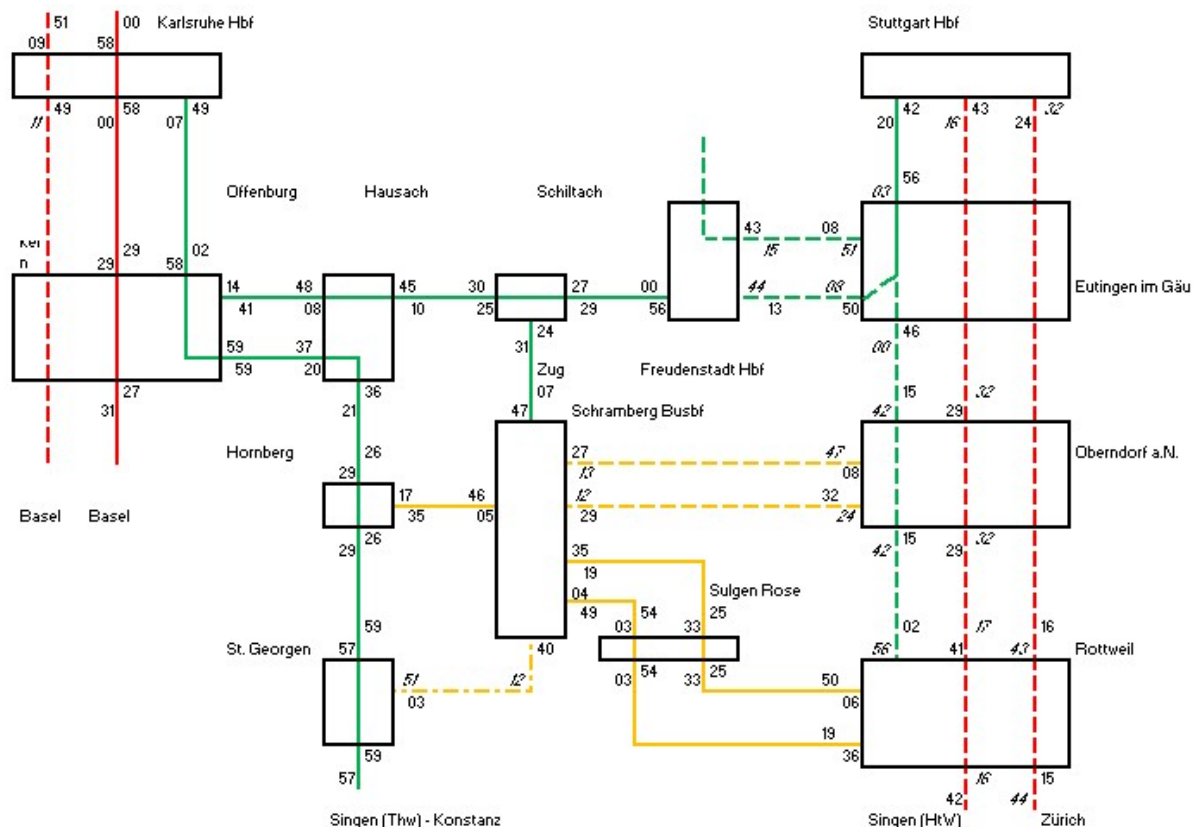 51 00 Karlsruhe Hbf Stuttgart Hbf
09 58
49 58 49 42 43 32
11 00 07 20 16 24
56
Offenburg Hausach Schiltach 03
43 08
29 02 15 51
n 29 58
14 48 45 30 27 00 44 08 Eutingen im Gäu
41 08 10 25 29 56 13 50
24 46
59 37 31 00
59 20 Zug Freudenstadt Hbf
27 36 07 15 32
31 21 47 Schramberg Busbf 42 29
Hornberg 26 27 47 Oberndorf a.N.
29 13 08
17 46 12 32
Basel Basel 35 05 29 24
26 15 32
29 35 42 29
19
04 Sulgen Rose
49 54 25
59 03 33 02 17 16
St. Georgen 57 40 56 41 43 Rottweil
51 12 54 25
03 03 33 50
06
19
59 36
57 16 15
42 44
Singen (Thw) - Konstanz Singen (HtW) Zürich